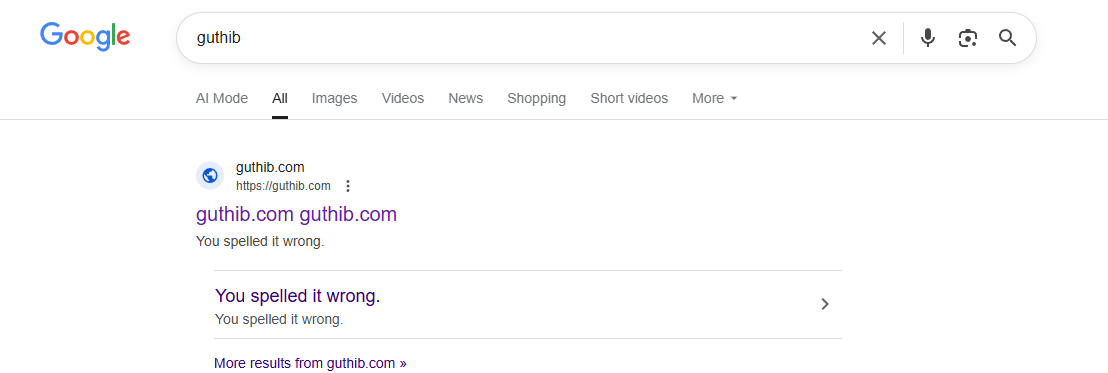 Google
guthib
AI Mode All Images Videos News Shopping Short videos More
guthib.com
https://guthib.com
guthib.com guthib.com
You spelled it wrong.
You spelled it wrong.
You spelled it wrong.
More results from guthib.com »